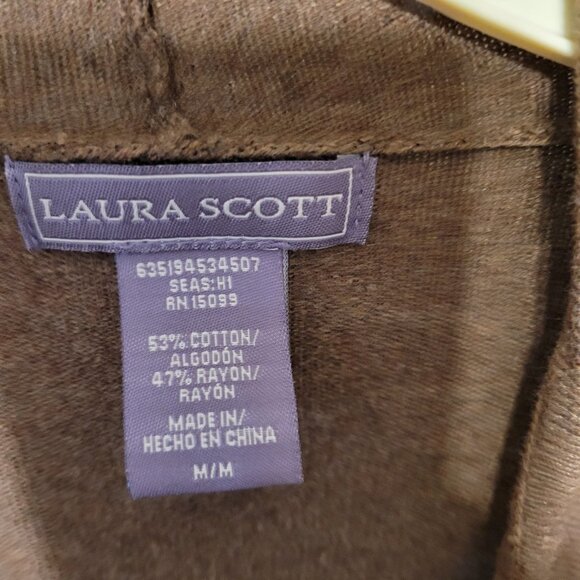 LAURA SCOTT
635194534507
SEAS:H1
RN 15099
53% COTTON/
ALGODÓN
47% RAYON/
RAYÓN
MADE IN/
HECHO EN CHINA
M/M